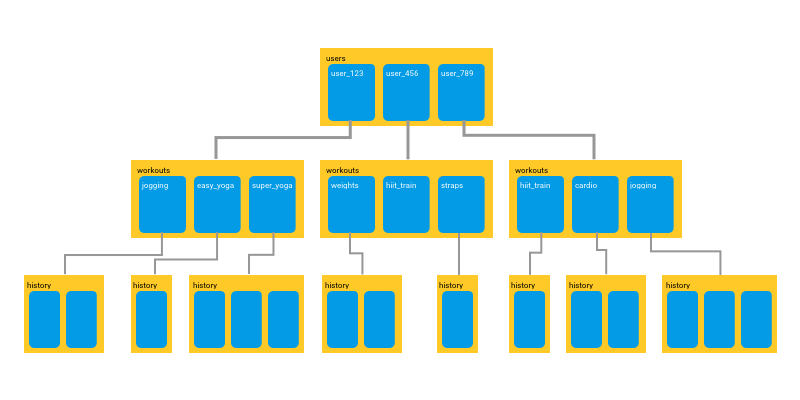 users
user_123 user_456 user_789
workouts workouts workouts
jogging easy_yoga super_yoga weights hiit_train straps hiit_train cardio jogging
history history history history history history history history